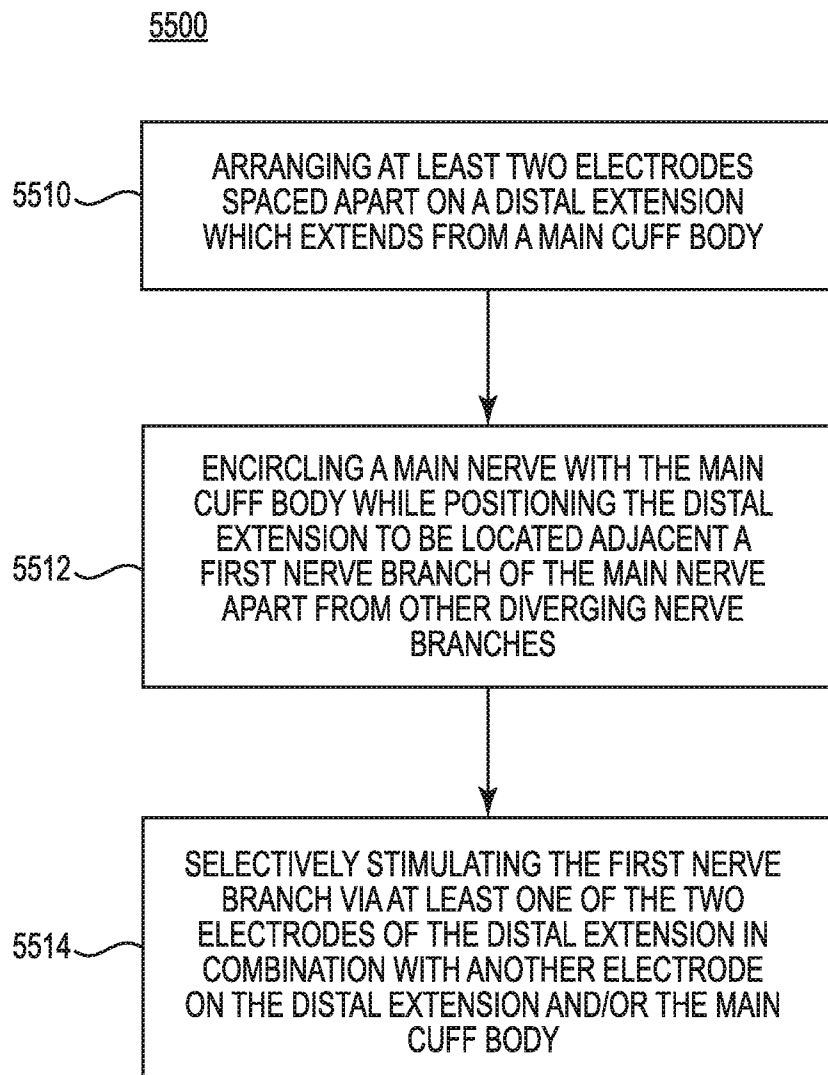 5500
5510
ARRANGING AT LEAST TWO ELECTRODES
SPACED APART ON A DISTAL EXTENSION
WHICH EXTENDS FROM A MAIN CUFF BODY
5512
ENCIRCLING A MAIN NERVE WITH THE MAIN
CUFF BODY WHILE POSITIONING THE DISTAL
EXTENSION TO BE LOCATED ADJACENT A
FIRST NERVE BRANCH OF THE MAIN NERVE
APART FROM OTHER DIVERGING NERVE
BRANCHES
5514
SELECTIVELY STIMULATING THE FIRST NERVE
BRANCH VIA AT LEAST ONE OF THE TWO
ELECTRODES OF THE DISTAL EXTENSION IN
COMBINATION WITH ANOTHER ELECTRODE
ON THE DISTAL EXTENSION AND/OR THE MAIN
CUFF BODY